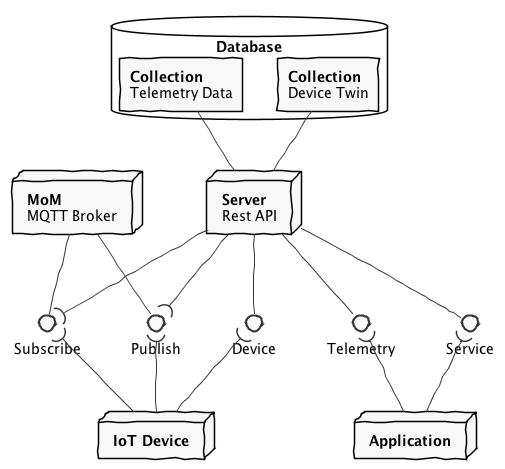 Database
Collection
Telemetry Data
Collection
Device Twin
MoM
MQTT Broker
Server
Rest API
Subscribe
Publish
Device
Telemetry
Service
IoT Device
Application